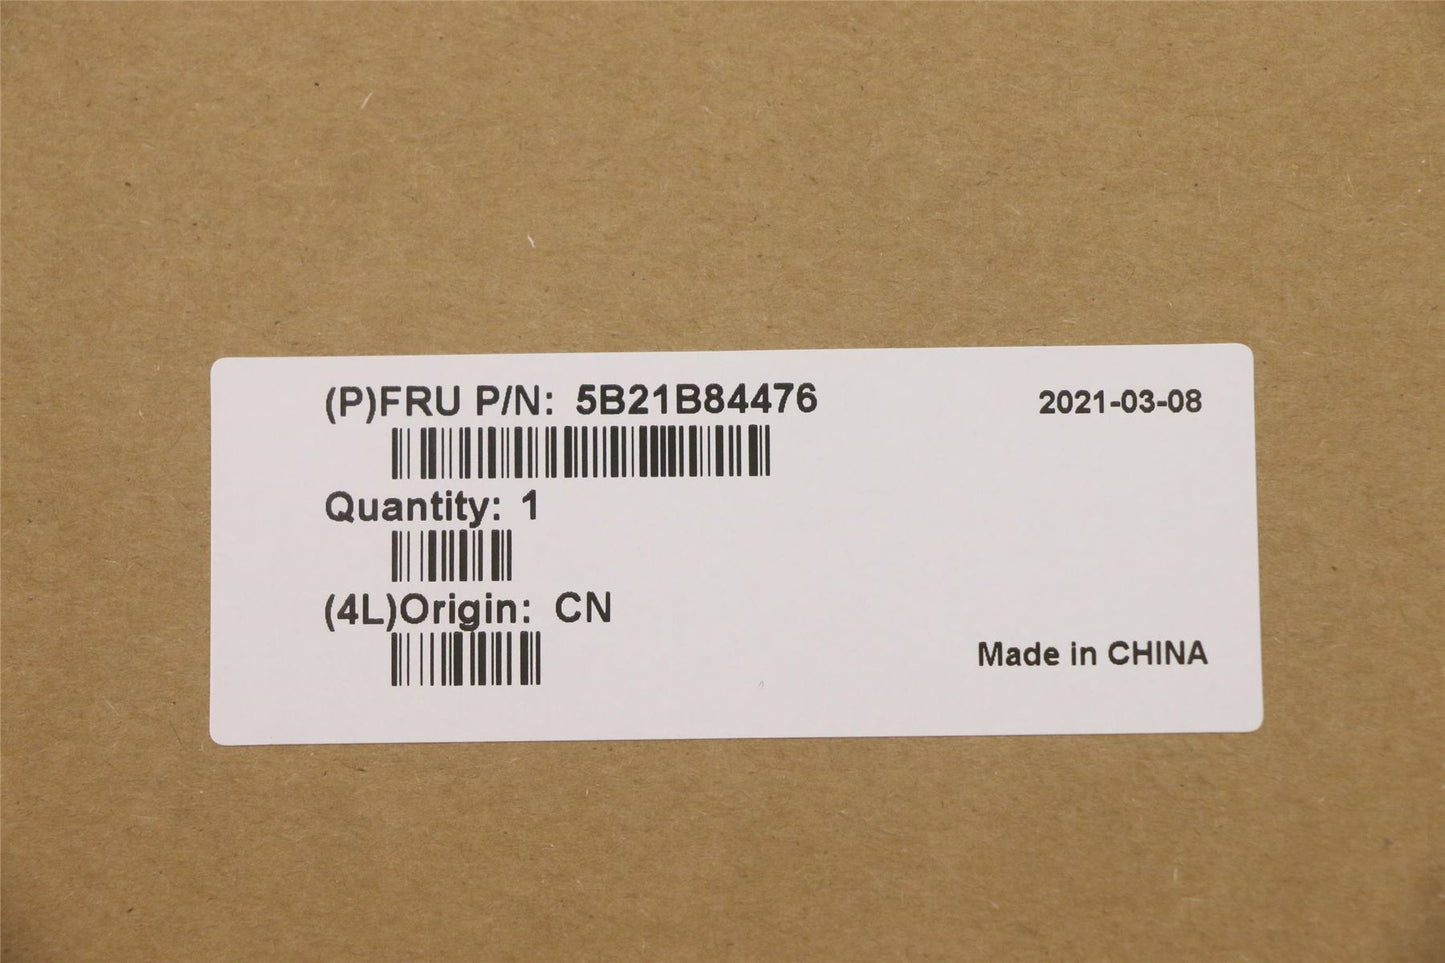 (P)FRU P/N: 5B21B84476
2021-03-08
Quantity: 1
(4L)Origin: CN
Made in CHINA